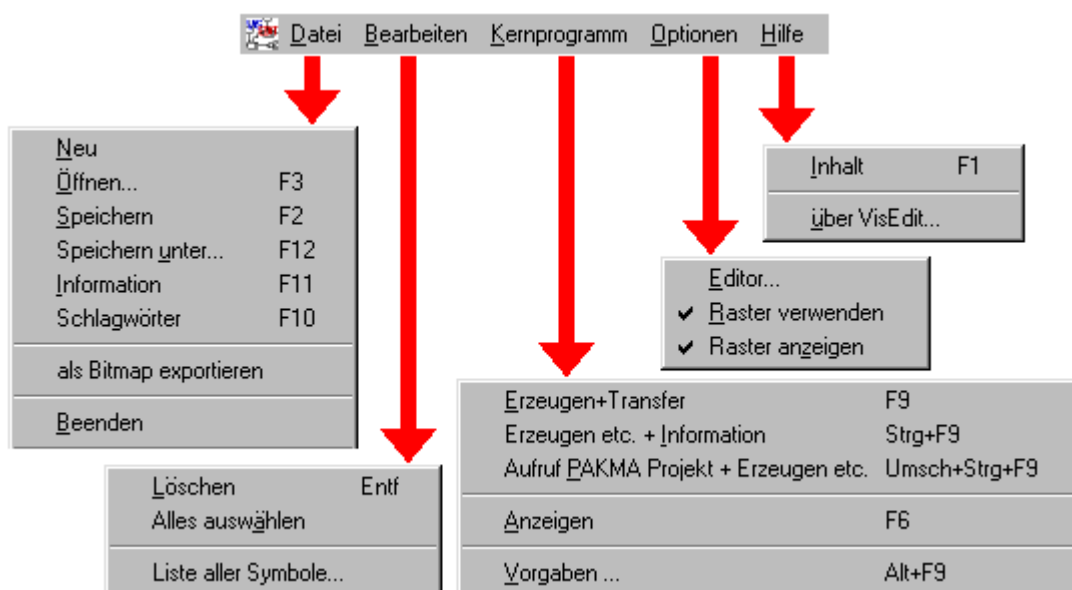 Datei Bearbeiten Kernprogramm Optionen Hilfe
Neu
Öffnen... F3
Speichern F2
Speichern unter... F12
Information F11
Schlagwörter F10
als Bitmap exportieren
Beenden
Löschen Entf
Alles auswählen
Liste aller Symbole...
Erzeugen+Transfer F9
Erzeugen etc. + Information Strg+F9
Aufruf PAKMA Projekt + Erzeugen etc. Umsch+Strg+F9
Anzeigen F6
Vorgaben ... Alt+F9
Editor...
Raster verwenden
Raster anzeigen
Inhalt F1
über VisEdit...